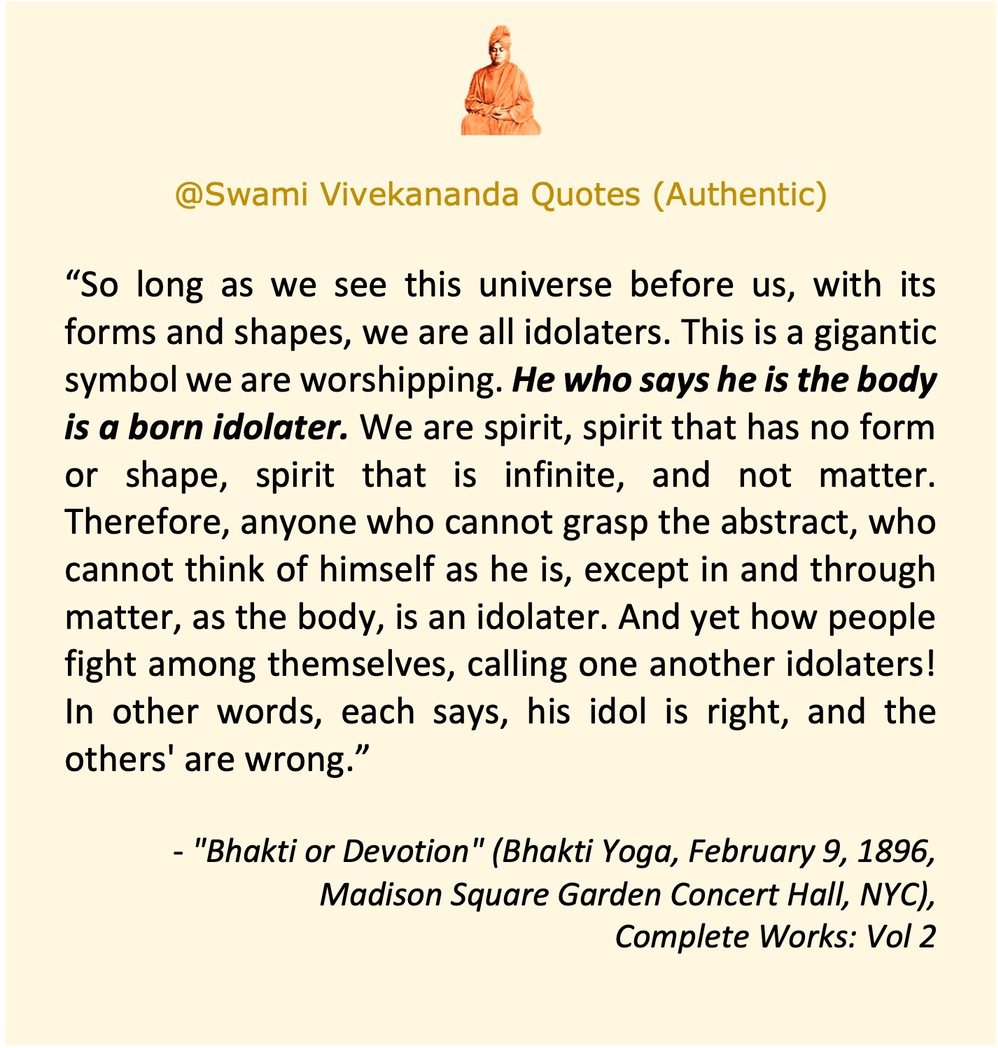 @Swami Vivekananda Quotes (Authentic)
“So long as we see this universe before us, with its
forms and shapes, we are all idolaters. This is a gigantic
symbol we are worshipping. He who says he is the body
is a born idolater. We are spirit, spirit that has no form
or shape, spirit that is infinite, and not matter.
Therefore, anyone who cannot grasp the abstract, who
cannot think of himself as he is, except in and through
matter, as the body, is an idolater. And yet how people
fight among themselves, calling one another idolaters!
In other words, each says, his idol is right, and the
others' are wrong.”
- "Bhakti or Devotion" (Bhakti Yoga, February 9, 1896,
Madison Square Garden Concert Hall, NYC),
Complete Works: Vol 2